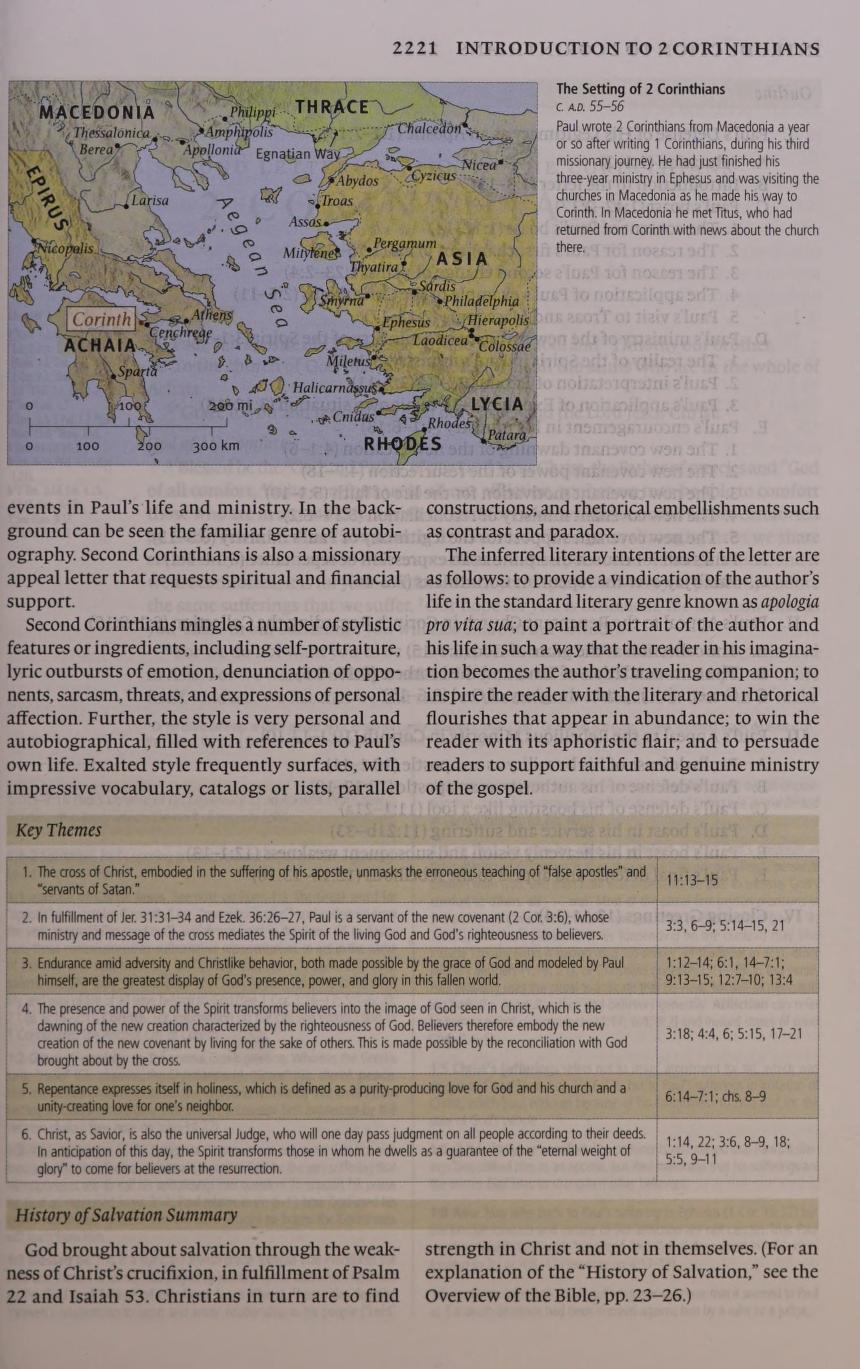 2221 INTRODUCTION TO 2 CORINTHIANS
MACEDONIA
Philippi
THRACE
Thessalonica
Amphipolis
Chalcedon
Berea
Apollonia
Egnatian Way
Nicea
EPIRUS
Abydos
Cyzicus
Larisa
Troas
Aegean Sea
Assos
Nicopolis
Mitylene
Pergamum
Thyatira
ASIA
Sardis
Smyrna
Philadelphia
Corinth
Athens
Ephesus
Hierapolis
Cenchreae
Laodicea
Colossae
ACHAIA
Miletus
Sparta
Halicarnassus
LYCIA
0 100 200 mi
Cnidus
Rhodes
Patara
0 100 200 300 km
RHODES
The Setting of 2 Corinthians
C. A.D. 55–56
Paul wrote 2 Corinthians from Macedonia a year
or so after writing 1 Corinthians, during his third
missionary journey. He had just finished his
three-year ministry in Ephesus and was visiting the
churches in Macedonia as he made his way to
Corinth. In Macedonia he met Titus, who had
returned from Corinth with news about the church
there.
events in Paul's life and ministry. In the back-
ground can be seen the familiar genre of autobi-
ography. Second Corinthians is also a missionary
appeal letter that requests spiritual and financial
support.
Second Corinthians mingles a number of stylistic
features or ingredients, including self-portraiture,
lyric outbursts of emotion, denunciation of oppo-
nents, sarcasm, threats, and expressions of personal
affection. Further, the style is very personal and
autobiographical, filled with references to Paul's
own life. Exalted style frequently surfaces, with
impressive vocabulary, catalogs or lists, parallel
constructions, and rhetorical embellishments such
as contrast and paradox.
The inferred literary intentions of the letter are
as follows: to provide a vindication of the author's
life in the standard literary genre known as apologia
pro vita sua; to paint a portrait of the author and
his life in such a way that the reader in his imagina-
tion becomes the author's traveling companion; to
inspire the reader with the literary and rhetorical
flourishes that appear in abundance; to win the
reader with its aphoristic flair; and to persuade
readers to support faithful and genuine ministry
of the gospel.
Key Themes
1. The cross of Christ, embodied in the suffering of his apostle, unmasks the erroneous teaching of "false apostles" and
"servants of Satan."
11:13–15
2. In fulfillment of Jer. 31:31–34 and Ezek. 36:26–27, Paul is a servant of the new covenant (2 Cor. 3:6), whose
ministry and message of the cross mediates the Spirit of the living God and God's righteousness to believers.
3:3, 6–9; 5:14–15, 21
3. Endurance amid adversity and Christlike behavior, both made possible by the grace of God and modeled by Paul
himself, are the greatest display of God's presence, power, and glory in this fallen world.
1:12–14; 6:1, 14–7:1;
9:13–15; 12:7–10; 13:4
4. The presence and power of the Spirit transforms believers into the image of God seen in Christ, which is the
dawning of the new creation characterized by the righteousness of God. Believers therefore embody the new
creation of the new covenant by living for the sake of others. This is made possible by the reconciliation with God
brought about by the cross.
3:18; 4:4, 6; 5:15, 17–21
5. Repentance expresses itself in holiness, which is defined as a purity-producing love for God and his church and a
unity-creating love for one's neighbor.
6:14–7:1; chs. 8–9
6. Christ, as Savior, is also the universal Judge, who will one day pass judgment on all people according to their deeds.
In anticipation of this day, the Spirit transforms those in whom he dwells as a guarantee of the "eternal weight of
glory" to come for believers at the resurrection.
1:14, 22; 3:6, 8–9, 18;
5:5, 9–11
History of Salvation Summary
God brought about salvation through the weak-
ness of Christ's crucifixion, in fulfillment of Psalm
22 and Isaiah 53. Christians in turn are to find
strength in Christ and not in themselves. (For an
explanation of the "History of Salvation," see the
Overview of the Bible, pp. 23–26.)